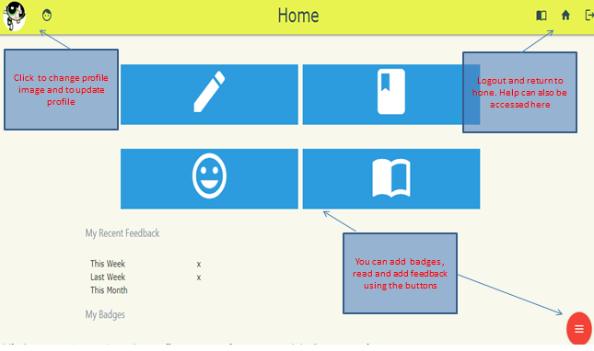 Home
Click to change profile
image and to update
profile
Logout and return to
hone. Help can also be
accessed here
My Recent Feedback
This Week x
Last Week x
This Month
You can add badges,
read and add feedback
using the buttons
My Badges